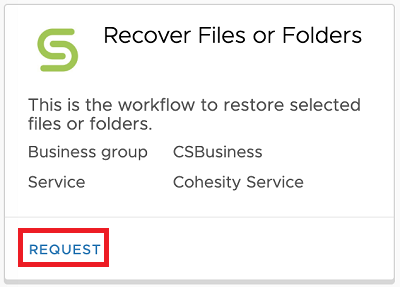 Recover Files or Folders
This is the workflow to restore selected
files or folders.
Business group CSBusiness
Service Cohesity Service
REQUEST